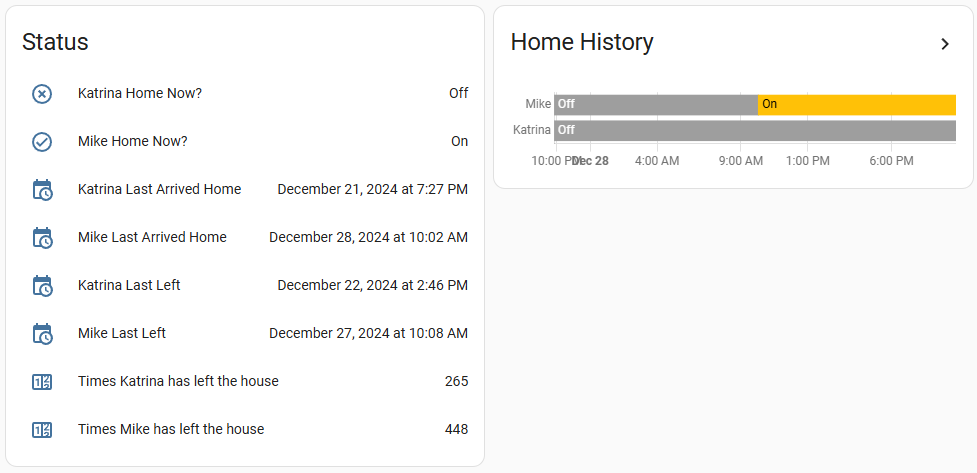 Status
Katrina Home Now? Off
Mike Home Now? On
Katrina Last Arrived Home December 21, 2024 at 7:27 PM
Mike Last Arrived Home December 28, 2024 at 10:02 AM
Katrina Last Left December 22, 2024 at 2:46 PM
Mike Last Left December 27, 2024 at 10:08 AM
Times Katrina has left the house 265
Times Mike has left the house 448
Home History
Mike Off On
Katrina Off
10:00 PM Dec 28 4:00 AM 9:00 AM 1:00 PM 6:00 PM